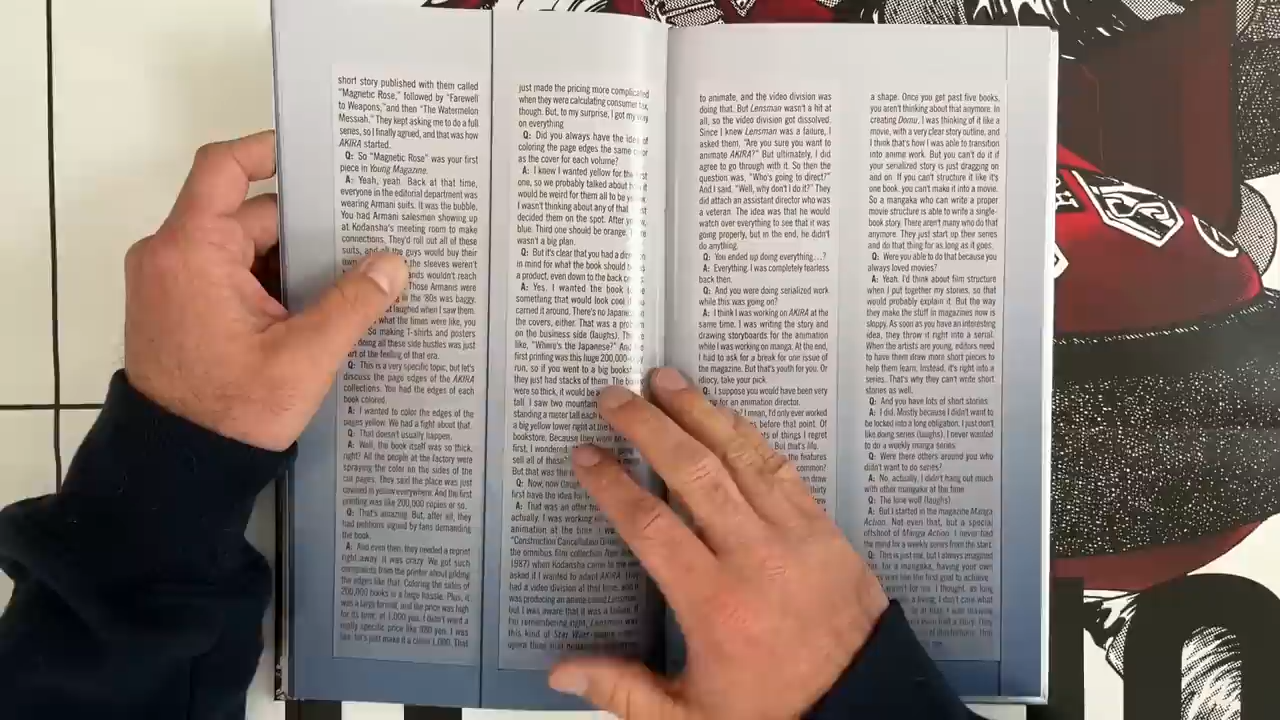 short story published with them called
"Magnetic Rose," followed by "Farewell
to Weapons," and then "The Watermelon
Messiah." They kept asking me to do a full
series, so I finally agreed, and that was how
AKIRA started.
Q: So "Magnetic Rose" was your first
piece in Young Magazine.
A: Yeah, yeah. Back at that time,
everyone in the editorial department was
wearing Armani suits. It was the bubble.
You had Armani salesmen showing up
at Kodansha's meeting room to make
connections. They'd roll out all of these
suits, and all the guys would buy their
the sleeves weren't
wouldn't reach
Those Armanis were
in the '80s was baggy.
laughed when I saw them.
what the times were like, you
So making T-shirts and posters
doing all these side hustles was just
of the feeling of that era.
Q: This is a very specific topic, but let's
discuss the page edges of the AKIRA
collections. You had the edges of each
book colored.
A: I wanted to color the edges of the
pages yellow. We had a fight about that.
Q: That doesn't usually happen.
A: Well, the book itself was so thick,
right? All the people at the factory were
spraying the color on the sides of the
cut pages. They said the place was just
covered in yellow everywhere. And the first
printing was like 200,000 copies or so.
Q: That's amazing. But, after all, they
had petitions signed by fans demanding
the book.
A: And even then, they needed a reprint
right away. It was crazy. We got such
complaints from the printer about
the edges like that. Coloring the sides of
200,000 books is a huge hassle. Plus, it
was a large format, and the price was high
for its time, at 1,000 yen. I didn't want a
really specific price like 980 yen. I was
like, let's just make it a clean 1,000. That
just made the pricing more complicated
when they were calculating consumer tax,
though. But, to my surprise, I got my way
on everything.
Q: Did you always have the idea of
coloring the page edges the same color
as the cover for each volume?
A: I knew I wanted yellow for the first
one, so we probably talked about how it
would be weird for them all to be
I wasn't thinking about any of that. I just
decided them on the spot. After
blue. Third one should be orange.
wasn't a big plan.
Q: But it's clear that you had a
in mind for what the book should be as
a product, even down to the back
A: Yes. I wanted the book to be
something that would look cool if you
carried it around. There's no Japanese on
the covers, either. That was a problem
on the business side (laughs). They're
like, "Where's the Japanese?" And the
first printing was this huge 200,000
run, so if you went to a big bookstore
they just had stacks of them. The books
were so thick, it would be
tall. I saw two mountain
standing a meter tall each
a big yellow tower right at the
bookstore. Because they were so
first, I wondered
sell all of these?
But that was the
Q: Now, now (laughs)
first have the idea for
A: That was an offer from
actually. I was working
animation at the time. I was
"Construction Cancellation Order"
the omnibus film collection
1987) when Kodansha came to me
asked if I wanted to adapt AKIRA. They
had a video division at that time, and it
was producing an anime called Lensman,
but I was aware that it was a failure. If
I'm remembering right, Lensman was
this kind of Star Wars
opera thing that
to animate, and the video division was
doing that. But Lensman wasn't a hit at
all, so the video division got dissolved.
Since I knew Lensman was a failure, I
asked them, "Are you sure you want to
animate AKIRA?" But ultimately, I did
agree to go through with it. So then the
question was, "Who's going to direct?"
And I said, "Well, why don't I do it?" They
did attach an assistant director who was
a veteran. The idea was that he would
watch over everything to see that it was
going properly, but in the end, he didn't
do anything.
Q: You ended up doing everything...?
A: Everything. I was completely fearless
back then.
Q: And you were doing serialized work
while this was going on?
A: I think I was working on AKIRA at the
same time. I was writing the story and
drawing storyboards for the animation
while I was working on manga. At the end,
I had to ask for a break for one issue of
the magazine. But that's youth for you. Or
idiocy, take your pick.
Q: I suppose you would have been very
for an animation director.
I mean, I'd only ever worked
before that point. Of
of things I regret
But that's life.
the features
common?
draw
thirty
drew
a shape. Once you get past five books,
you aren't thinking about that anymore. In
creating Domu, I was thinking of it like a
movie, with a very clear story outline, and
I think that's how I was able to transition
into anime work. But you can't do it if
your serialized story is just dragging on
and on. If you can't structure it like it's
one book, you can't make it into a movie.
So a mangaka who can write a proper
movie structure is able to write a single-
book story. There aren't many who do that
anymore. They just start up their series
and do that thing for as long as it goes.
Q: Were you able to do that because you
always loved movies?
A: Yeah. I'd think about film structure
when I put together my stories, so that
would probably explain it. But the way
they make the stuff in magazines now is
sloppy. As soon as you have an interesting
idea, they throw it right into a serial.
When the artists are young, editors need
to have them draw more short pieces to
help them learn. Instead, it's right into a
series. That's why they can't write short
stories as well.
Q: And you have lots of short stories.
A: I did. Mostly because I didn't want to
be locked into a long obligation. I just don't
like doing series (laughs). I never wanted
to do a weekly manga series.
Q: Were there others around you who
didn't want to do series?
A: No, actually, I didn't hang out much
with other mangaka at the time.
Q: The lone wolf (laughs).
A: But I started in the magazine Manga
Action. Not even that, but a special
offshoot of Manga Action. I never had
the mind for a weekly series from the start.
Q: This is just me, but I always imagined
for a mangaka, having your own
was like the first goal to achieve.
aren't for me. I thought, as long
a living, I don't care what